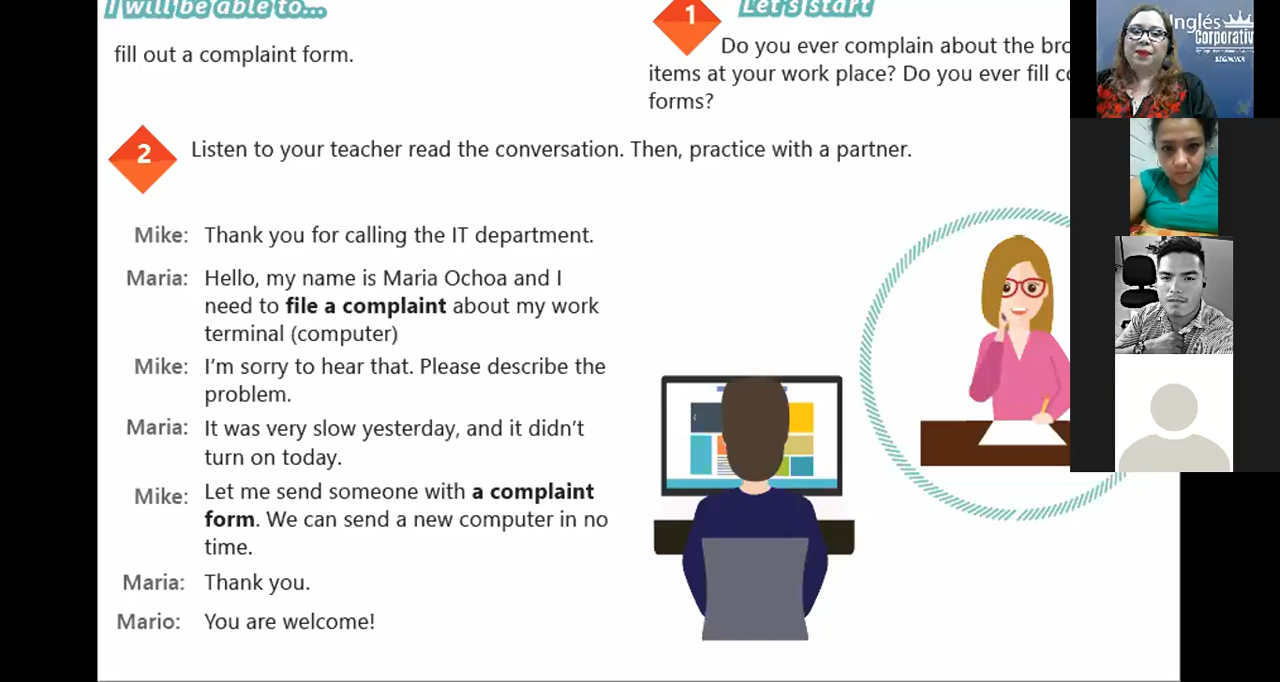 I will be able to...
fill out a complaint form.
1
Let's start
Do you ever complain about the
items at your work place? Do you ever fill
forms?
2
Listen to your teacher read the conversation. Then, practice with a partner.
Mike: Thank you for calling the IT department.
Maria: Hello, my name is Maria Ochoa and I
need to file a complaint about my work
terminal (computer)
Mike: I'm sorry to hear that. Please describe the
problem.
Maria: It was very slow yesterday, and it didn't
turn on today.
Mike: Let me send someone with a complaint
form. We can send a new computer in no
time.
Maria: Thank you.
Mario: You are welcome!
Inglés
Corporativo
BEGINNER